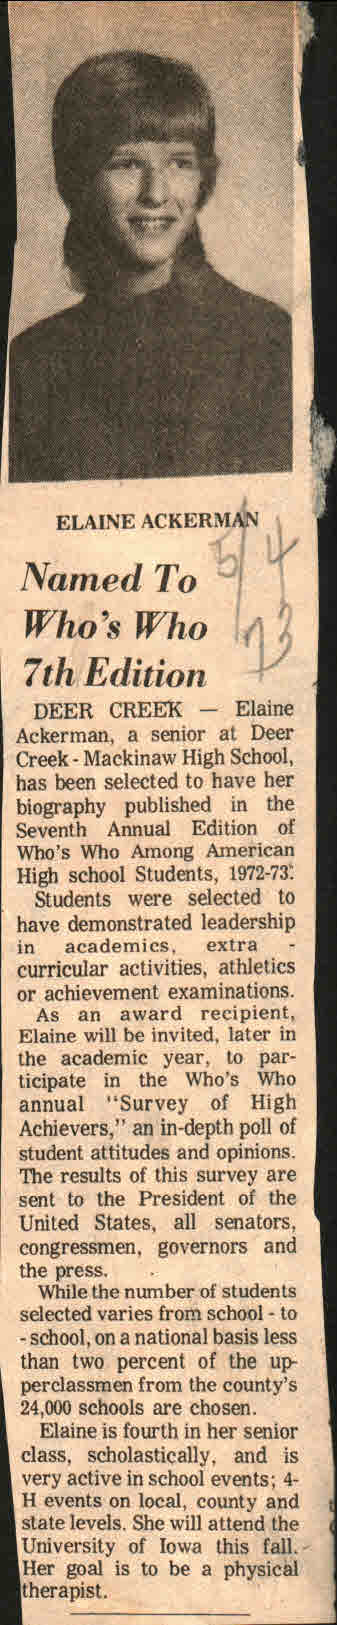 ELAINE ACKERMAN
5/4
73
Named To
Who's Who
7th Edition
DEER CREEK — Elaine
Ackerman, a senior at Deer
Creek - Mackinaw High School,
has been selected to have her
biography published in the
Seventh Annual Edition of
Who's Who Among American
High school Students, 1972-73.
Students were selected to
have demonstrated leadership
in academics, extra -
curricular activities, athletics
or achievement examinations.
As an award recipient,
Elaine will be invited, later in
the academic year, to par-
ticipate in the Who's Who
annual "Survey of High
Achievers," an in-depth poll of
student attitudes and opinions.
The results of this survey are
sent to the President of the
United States, all senators,
congressmen, governors and
the press.
While the number of students
selected varies from school - to
- school, on a national basis less
than two percent of the up-
perclassmen from the county's
24,000 schools are chosen.
Elaine is fourth in her senior
class, scholastically, and is
very active in school events; 4-
H events on local, county and
state levels. She will attend the
University of Iowa this fall.
Her goal is to be a physical
therapist.